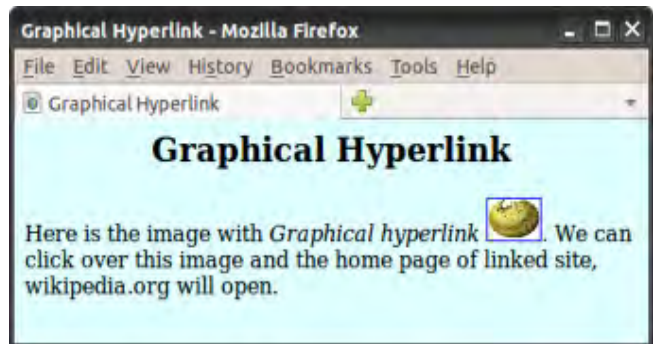 Graphical Hyperlink - Mozilla Firefox
File Edit View History Bookmarks Tools Help
Graphical Hyperlink
Graphical Hyperlink
Here is the image with Graphical hyperlink . We can
click over this image and the home page of linked site,
wikipedia.org will open.